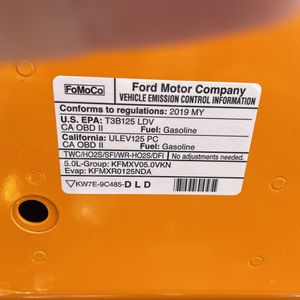 FoMoCo
Ford Motor Company
VEHICLE EMISSION CONTROL INFORMATION
Conforms to regulations: 2019 MY
U.S. EPA: T3B125 LDV
CA OBD II Fuel: Gasoline
California: ULEV125 PC
CA OBD II Fuel: Gasoline
TWC/HO2S/SFI/WR-HO2S/DFI No adjustments needed.
5.0L-Group: KFMXV05.0VKN
Evap: KFMXR0125NDA
KW7E-9C485-D L D